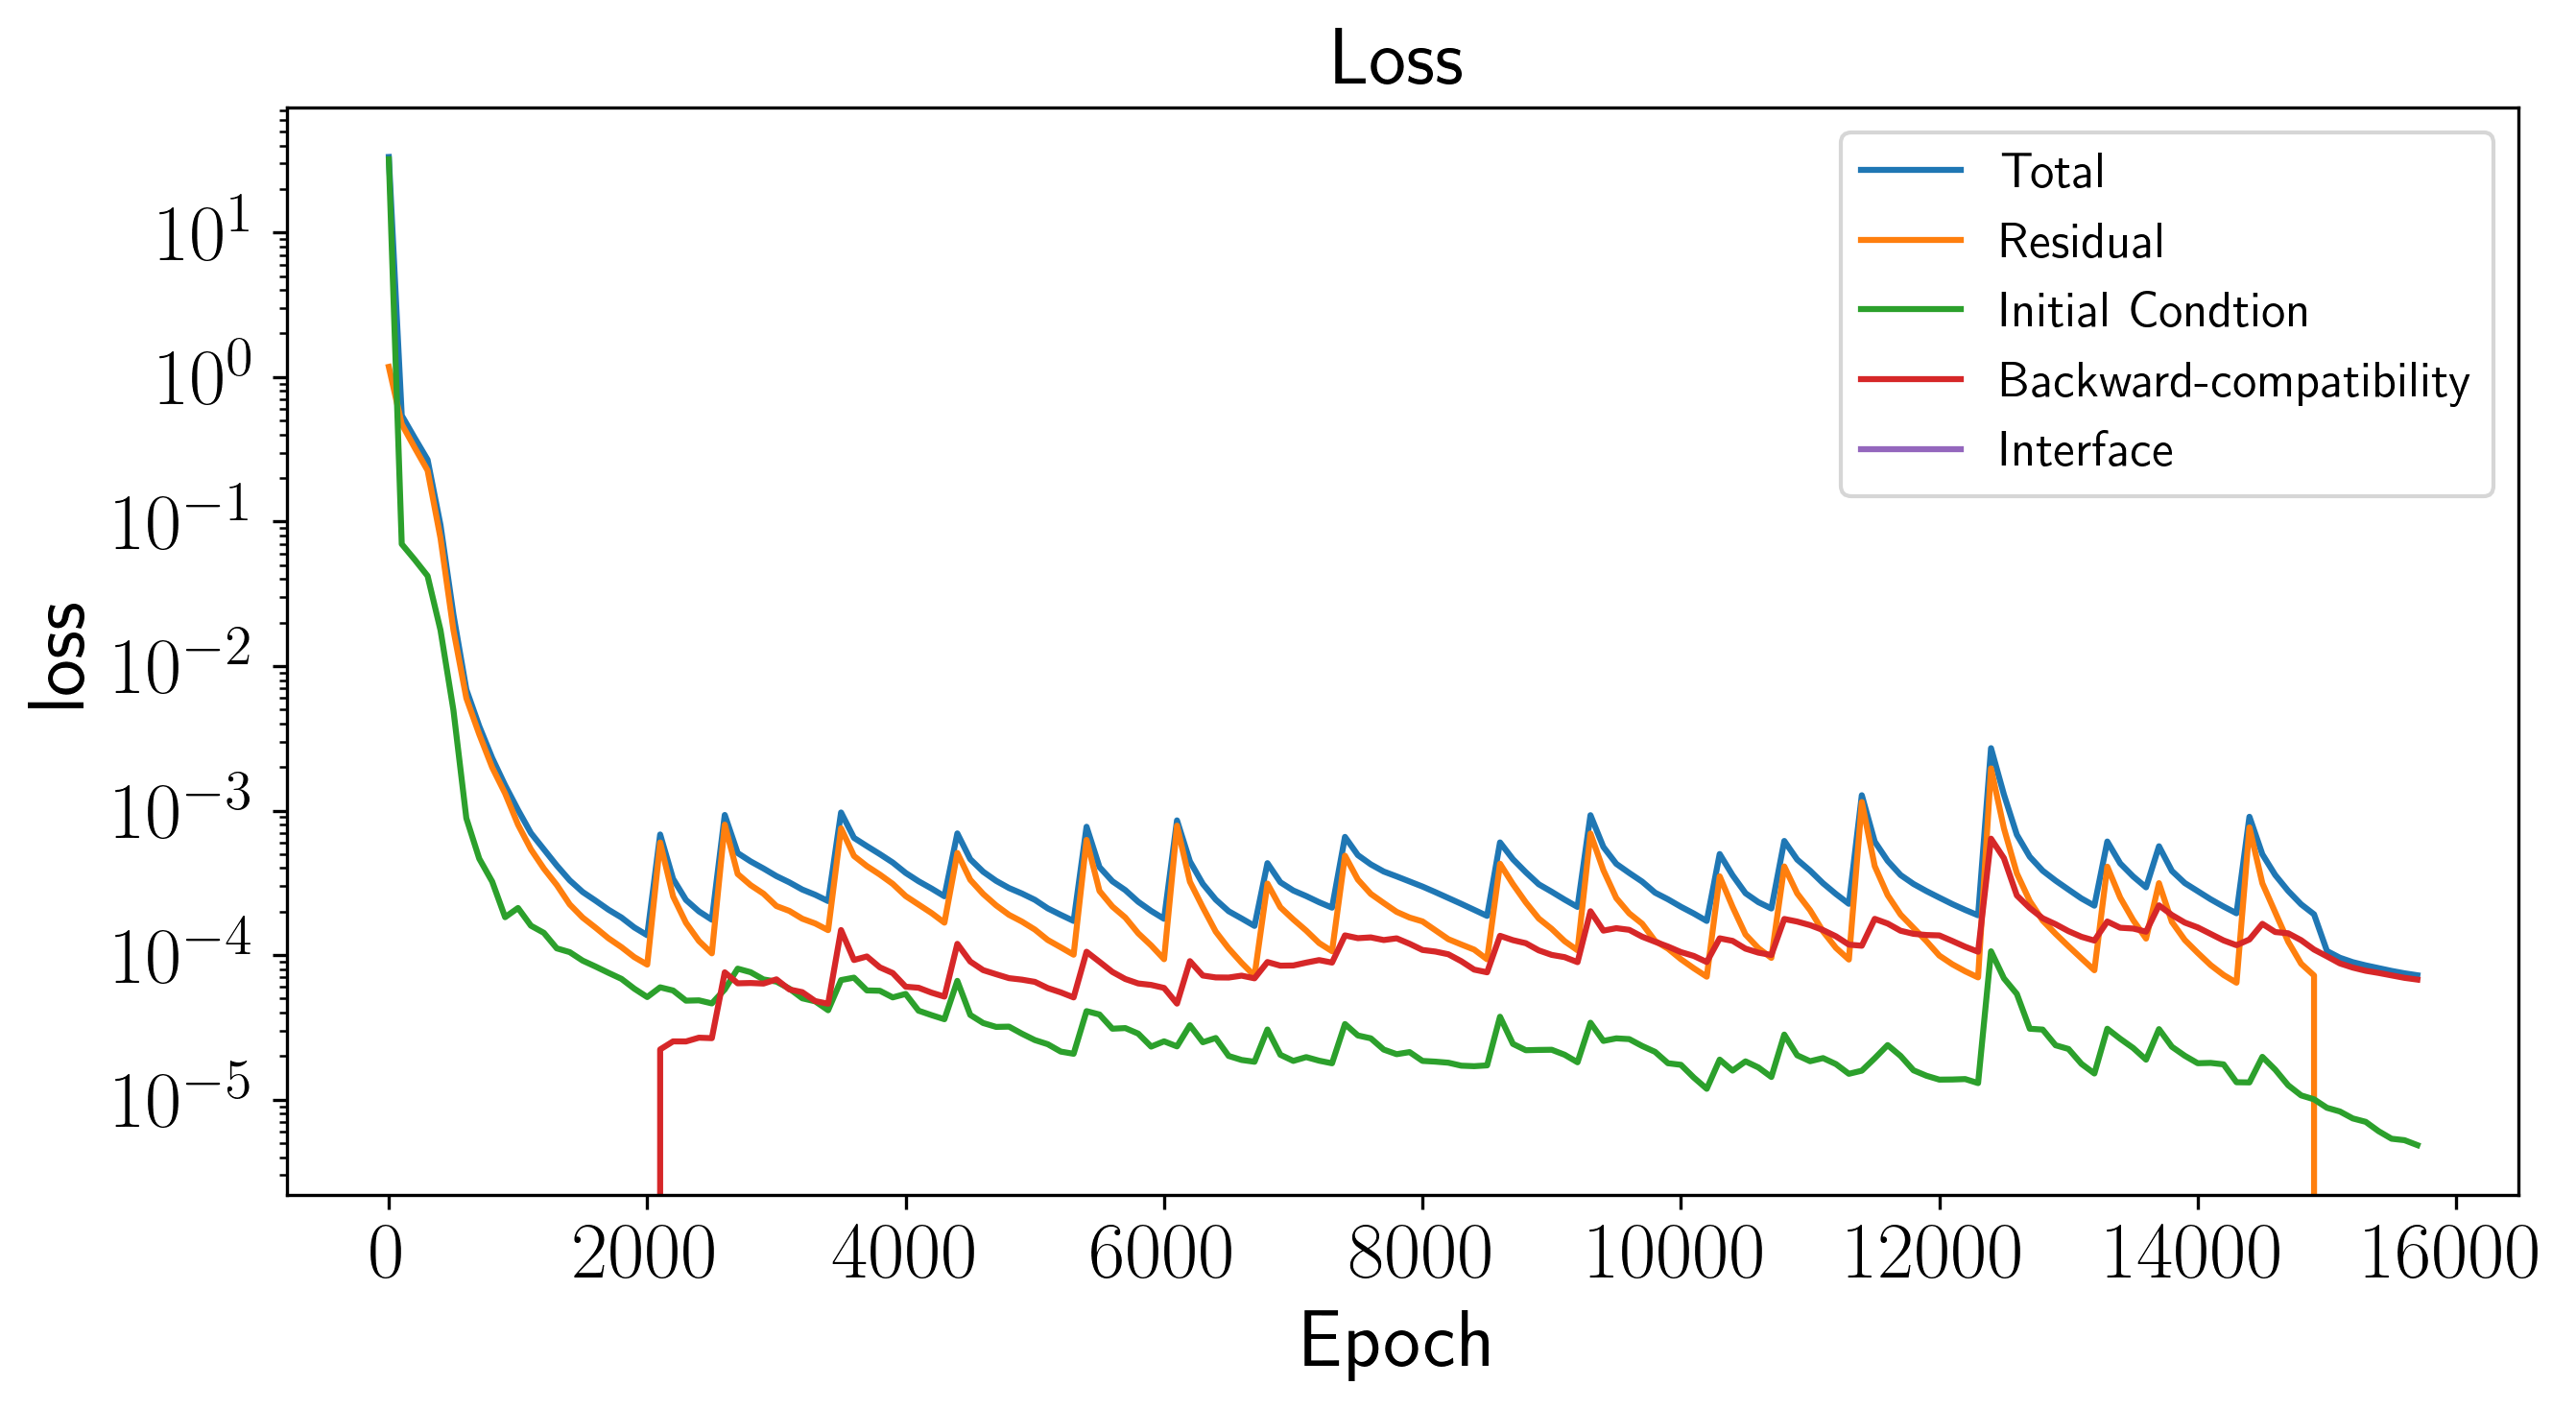 Loss
10^1
10^0
10^−1
10^−2
10^−3
10^−4
10^−5
loss
Total
Residual
Initial Condtion
Backward-compatibility
Interface
0 2000 4000 6000 8000 10000 12000 14000 16000
Epoch